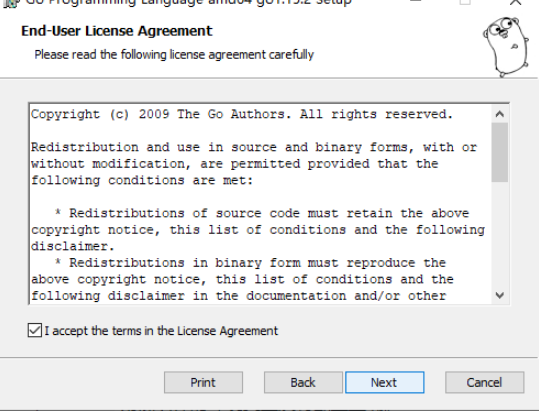 Go Programming Language amd64 go1.15.2 Setup
End-User License Agreement
Please read the following license agreement carefully
Copyright (c) 2009 The Go Authors. All rights reserved.
Redistribution and use in source and binary forms, with or
without modification, are permitted provided that the
following conditions are met:
* Redistributions of source code must retain the above
copyright notice, this list of conditions and the following
disclaimer.
* Redistributions in binary form must reproduce the
above copyright notice, this list of conditions and the
following disclaimer in the documentation and/or other
I accept the terms in the License Agreement
Print
Back
Next
Cancel